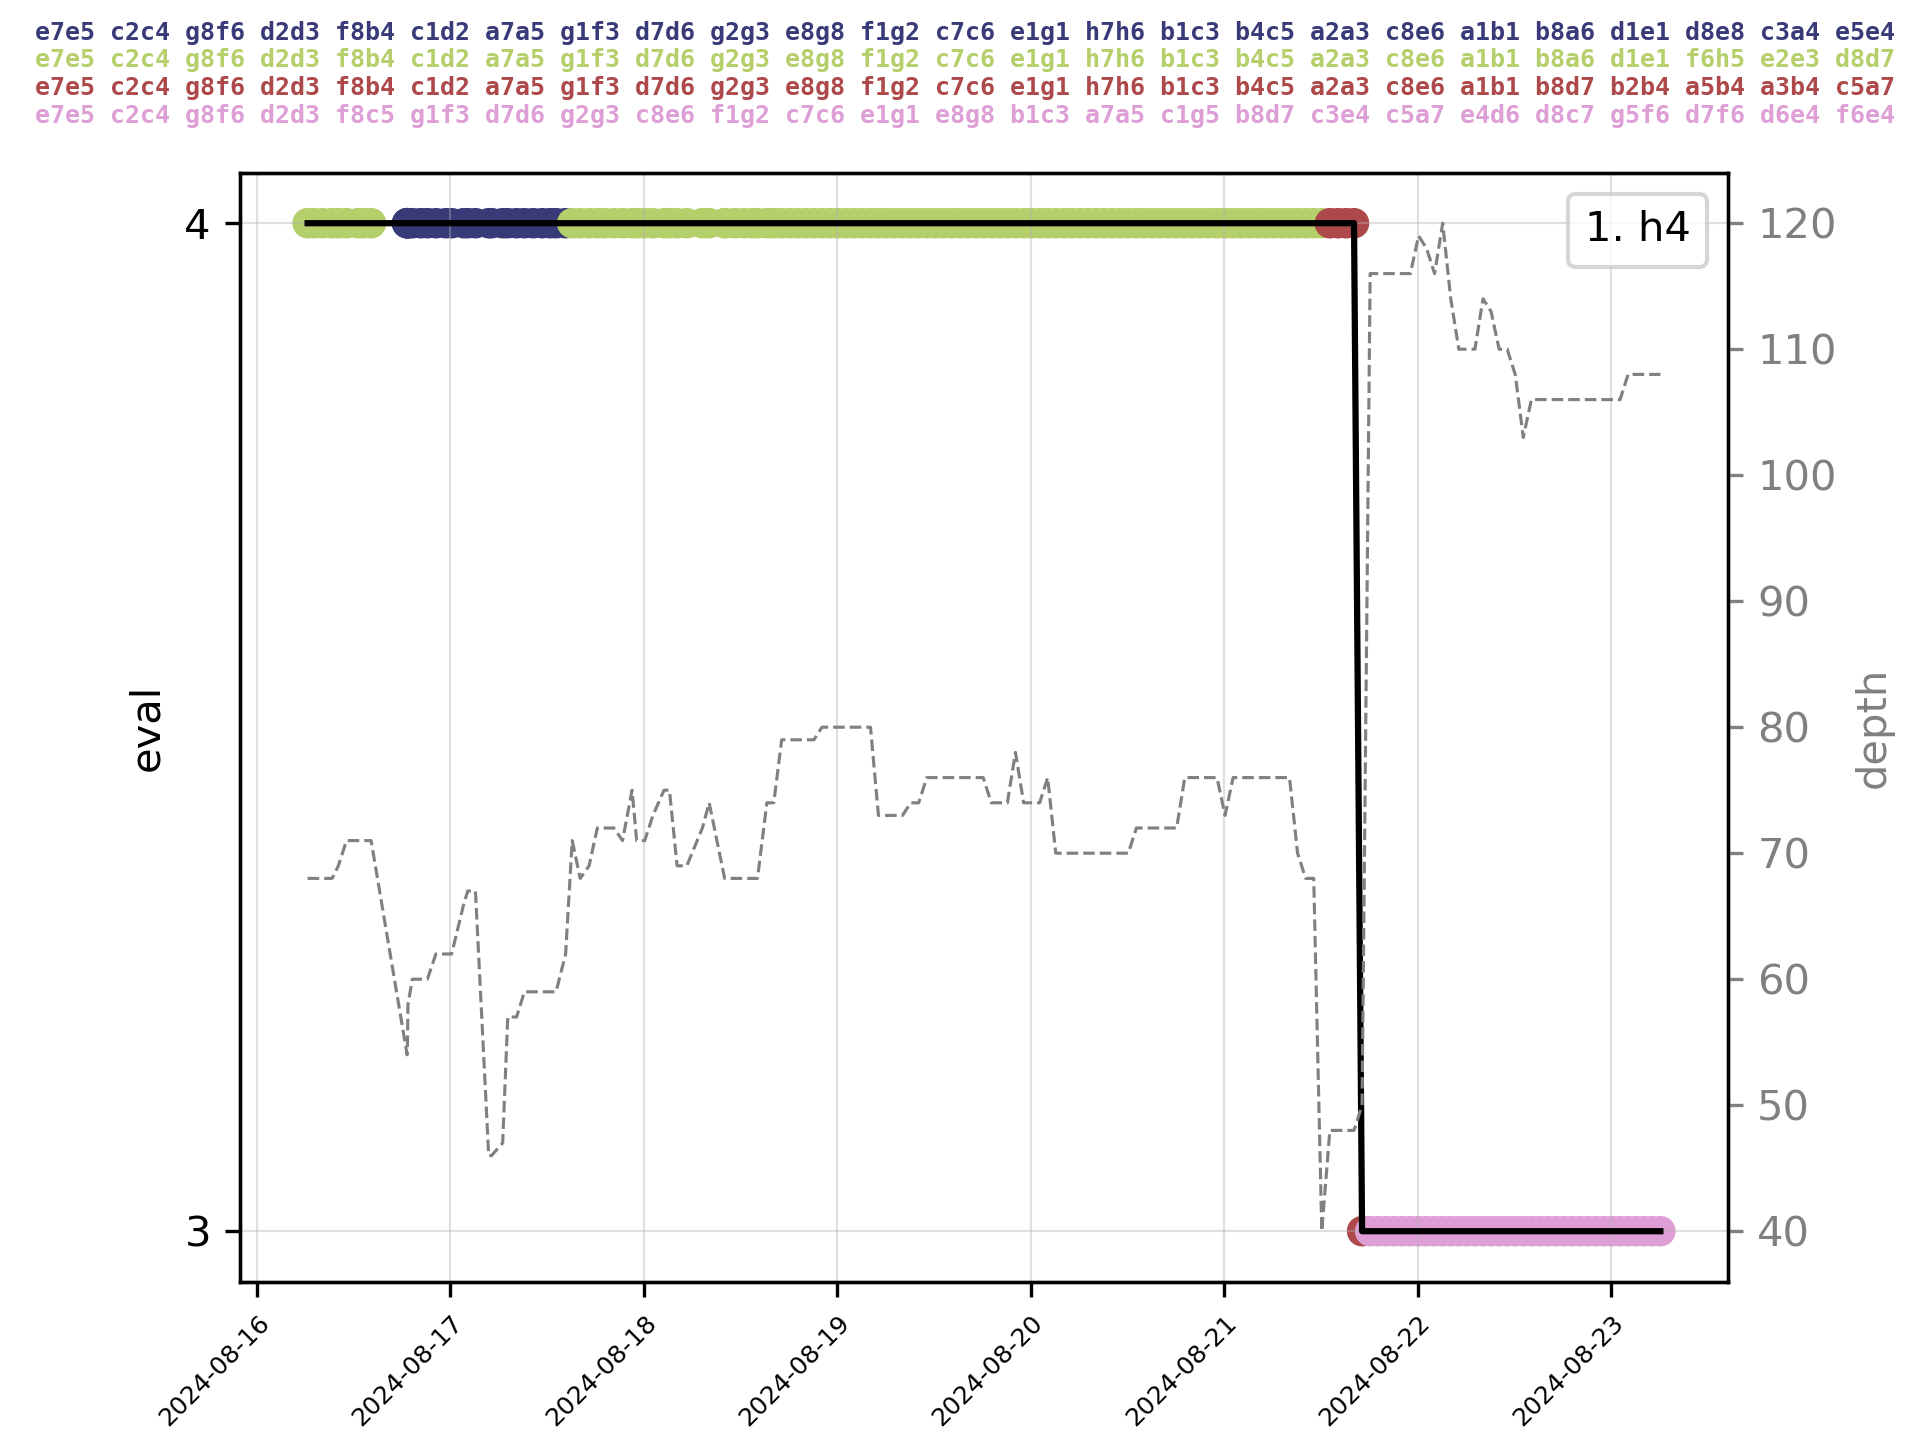 e7e5 c2c4 g8f6 d2d3 f8b4 c1d2 a7a5 g1f3 d7d6 g2g3 e8g8 f1g2 c7c6 e1g1 h7h6 b1c3 b4c5 a2a3 c8e6 a1b1 b8a6 d1e1 d8e8 c3a4 e5e4
e7e5 c2c4 g8f6 d2d3 f8b4 c1d2 a7a5 g1f3 d7d6 g2g3 e8g8 f1g2 c7c6 e1g1 h7h6 b1c3 b4c5 a2a3 c8e6 a1b1 b8a6 d1e1 f6h5 e2e3 d8d7
e7e5 c2c4 g8f6 d2d3 f8b4 c1d2 a7a5 g1f3 d7d6 g2g3 e8g8 f1g2 c7c6 e1g1 h7h6 b1c3 b4c5 a2a3 c8e6 a1b1 b8d7 b2b4 a5b4 a3b4 c5a7
e7e5 c2c4 g8f6 d2d3 f8c5 g1f3 d7d6 g2g3 c8e6 f1g2 c7c6 e1g1 e8g8 b1c3 a7a5 c1g5 b8d7 c3e4 c5a7 e4d6 d8c7 g5f6 d7f6 d6e4 f6e4
1. h4
4
3
eval
120
110
100
90
80
70
60
50
40
depth
2024-08-16
2024-08-17
2024-08-18
2024-08-19
2024-08-20
2024-08-21
2024-08-22
2024-08-23